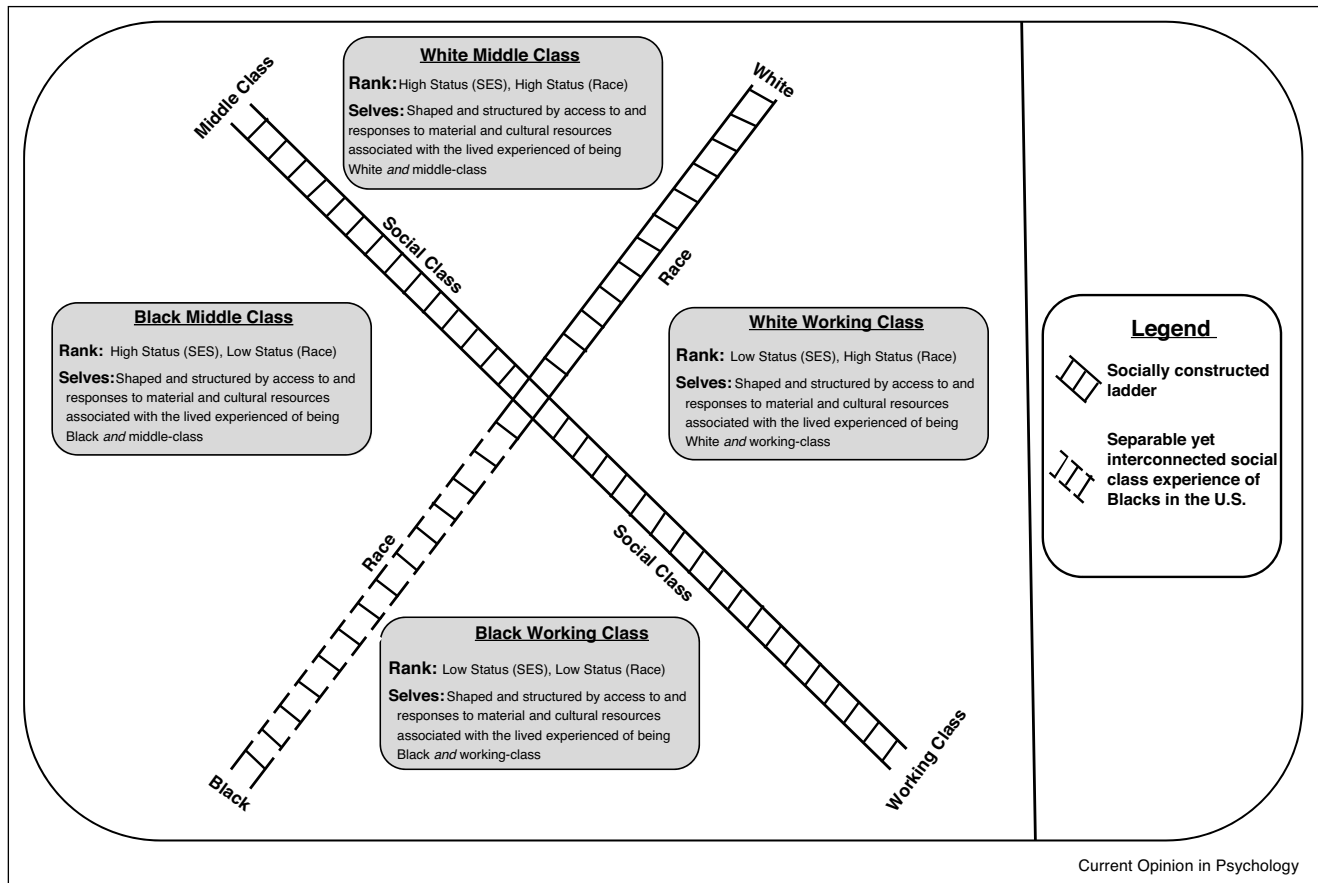 White Middle Class
Rank: High Status (SES), High Status (Race)
Selves: Shaped and structured by access to and
responses to material and cultural resources
associated with the lived experienced of being
White and middle-class
Middle Class
White
Social Class
Race
Black Middle Class
Rank: High Status (SES), Low Status (Race)
Selves: Shaped and structured by access to and
responses to material and cultural resources
associated with the lived experienced of being
Black and middle-class
White Working Class
Rank: Low Status (SES), High Status (Race)
Selves: Shaped and structured by access to and
responses to material and cultural resources
associated with the lived experienced of being
White and working-class
Race
Social Class
Black Working Class
Rank: Low Status (SES), Low Status (Race)
Selves: Shaped and structured by access to and
responses to material and cultural resources
associated with the lived experienced of being
Black and working-class
Black
Working Class
Legend
Socially constructed
ladder
Separable yet
interconnected social
class experience of
Blacks in the U.S.
Current Opinion in Psychology